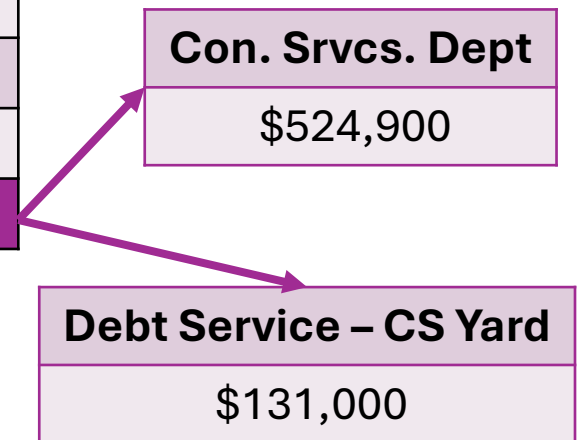 Con. Srvcs. Dept
$524,900
Debt Service – CS Yard
$131,000